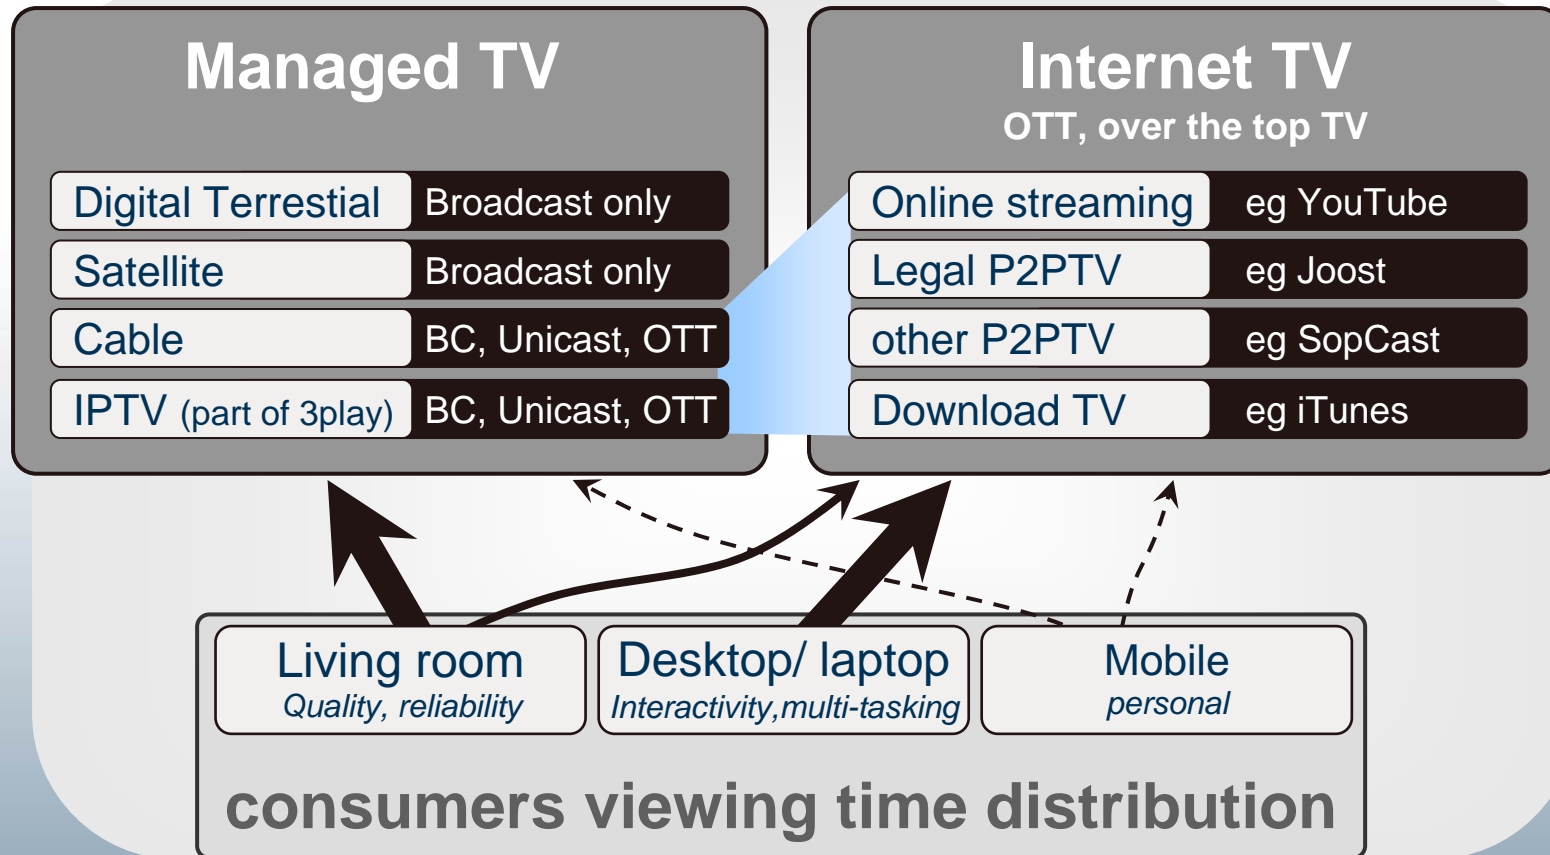 Managed TV
Digital Terrestial Broadcast only
Satellite Broadcast only
Cable BC, Unicast, OTT
IPTV (part of 3play) BC, Unicast, OTT
Internet TV
OTT, over the top TV
Online streaming eg YouTube
Legal P2PTV eg Joost
other P2PTV eg SopCast
Download TV eg iTunes
Living room
Quality, reliability
Desktop/ laptop
Interactivity,multi-tasking
Mobile
personal
consumers viewing time distribution